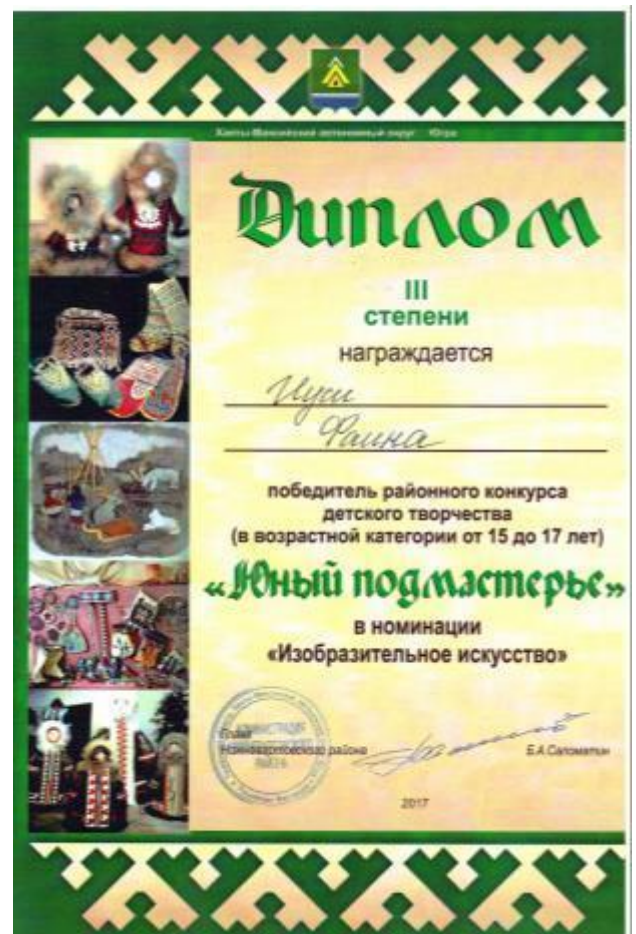 Ханты-Мансийский автономный округ Югра
Диплом
III
степени
награждается
Фаина
победитель районного конкурса
детского творчества
(в возрастной категории от 15 до 17 лет)
«Юный подмастерье»
в номинации
«Изобразительное искусство»
Глава
Нижневартовского района Б.А.Саломатин
2017